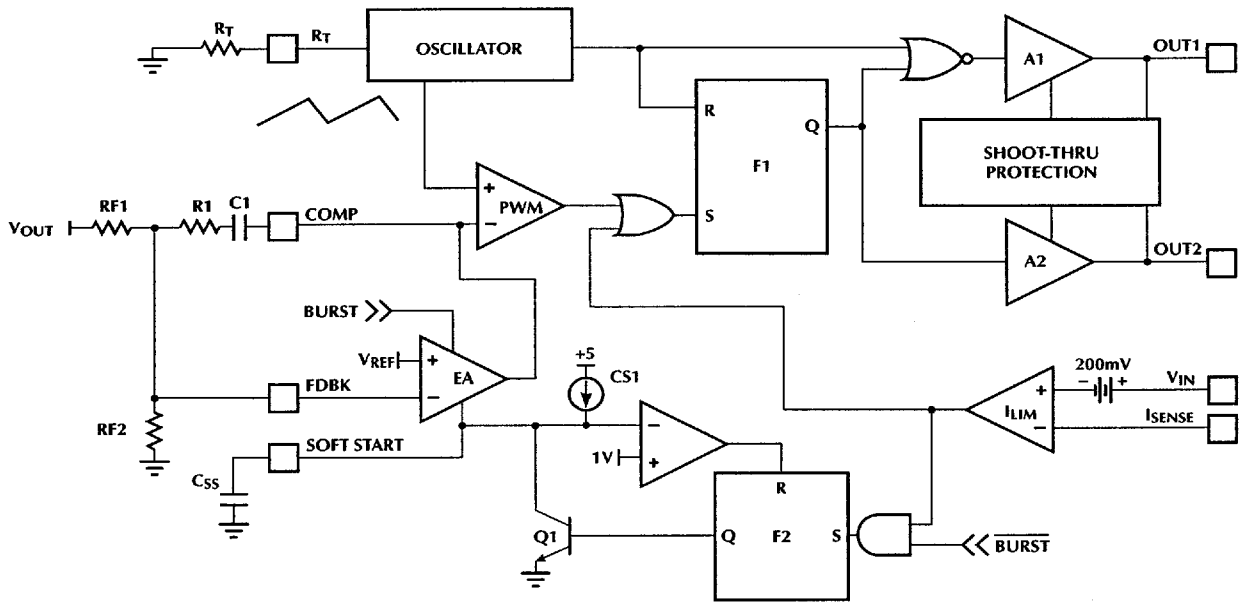 RT
RT
OSCILLATOR
A1
OUT1
R
Q
F1
S
SHOOT-THRU
PROTECTION
VOUT
RF1
R1
C1
COMP
+
PWM
−
A2
OUT2
BURST
VREF
+
EA
−
FDBK
RF2
+5
CS1
SOFT START
CSS
−
1V
+
200mV
− +
VIN
+
ILIM
−
ISENSE
R
Q1
Q
F2
S
BURST